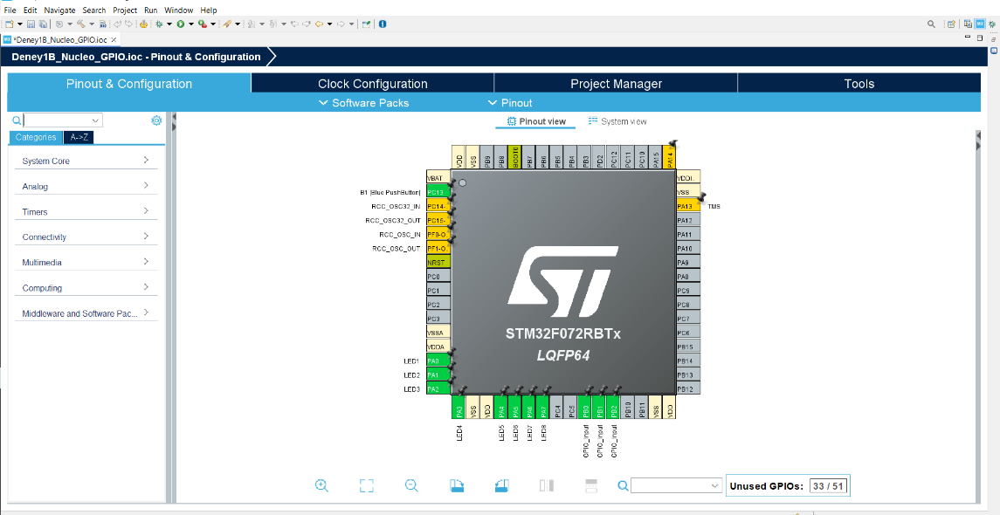 File Edit Navigate Search Project Run Window Help
*Deney1B_Nucleo_GPIO.ioc
Deney1B_Nucleo_GPIO.ioc - Pinout & Configuration
Pinout & Configuration Clock Configuration Project Manager Tools
Software Packs Pinout
Pinout view System view
Categories A->Z
System Core
Analog
Timers
Connectivity
Multimedia
Computing
Middleware and Software Pac...
VDD VSS PB9 PB8 BOOT0 PB7 PB6 PB5 PB4 PB3 PD2 PC12 PC11 PC10 PA15 PA14
VBAT
B1 [Blue PushButton] PC13
RCC_OSC32_IN PC14-
RCC_OSC32_OUT PC15-
RCC_OSC_IN PF0-O
RCC_OSC_OUT PF1-O
NRST
PC0
PC1
PC2
PC3
VSSA
VDDA
LED1 PA0
LED2 PA1
LED3 PA2
STM32F072RBTx
LQFP64
VDDI.
VSS
PA13 TMS
PA12
PA11
PA10
PA9
PA8
PC9
PC8
PC7
PC6
PB15
PB14
PB13
PB12
PA3 VSS VDD PA4 PA5 PA6 PA7 PC4 PC5 PB0 PB1 PB2 PB10 PB11 VSS VDD
LED4 LED5 LED6 LED7 LED8 GPIO_Input GPIO_Input GPIO_Input
Unused GPIOs: 33 / 51